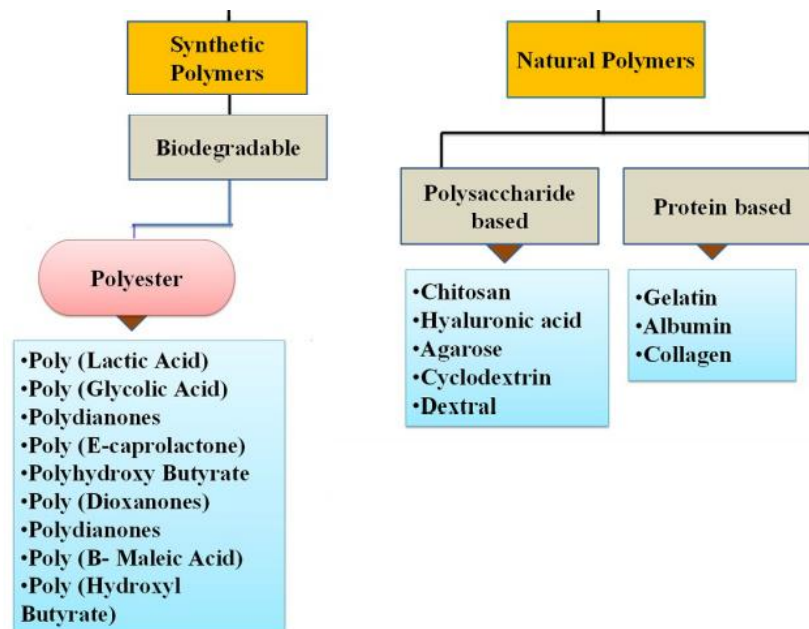 Synthetic
Polymers
Biodegradable
Polyester
•Poly (Lactic Acid)
•Poly (Glycolic Acid)
•Polydianones
•Poly (E-caprolactone)
•Polyhydroxy Butyrate
•Poly (Dioxanones)
•Polydianones
•Poly (B- Maleic Acid)
•Poly (Hydroxyl
Butyrate)
Natural Polymers
Polysaccharide
based
•Chitosan
•Hyaluronic acid
•Agarose
•Cyclodextrin
•Dextral
Protein based
•Gelatin
•Albumin
•Collagen